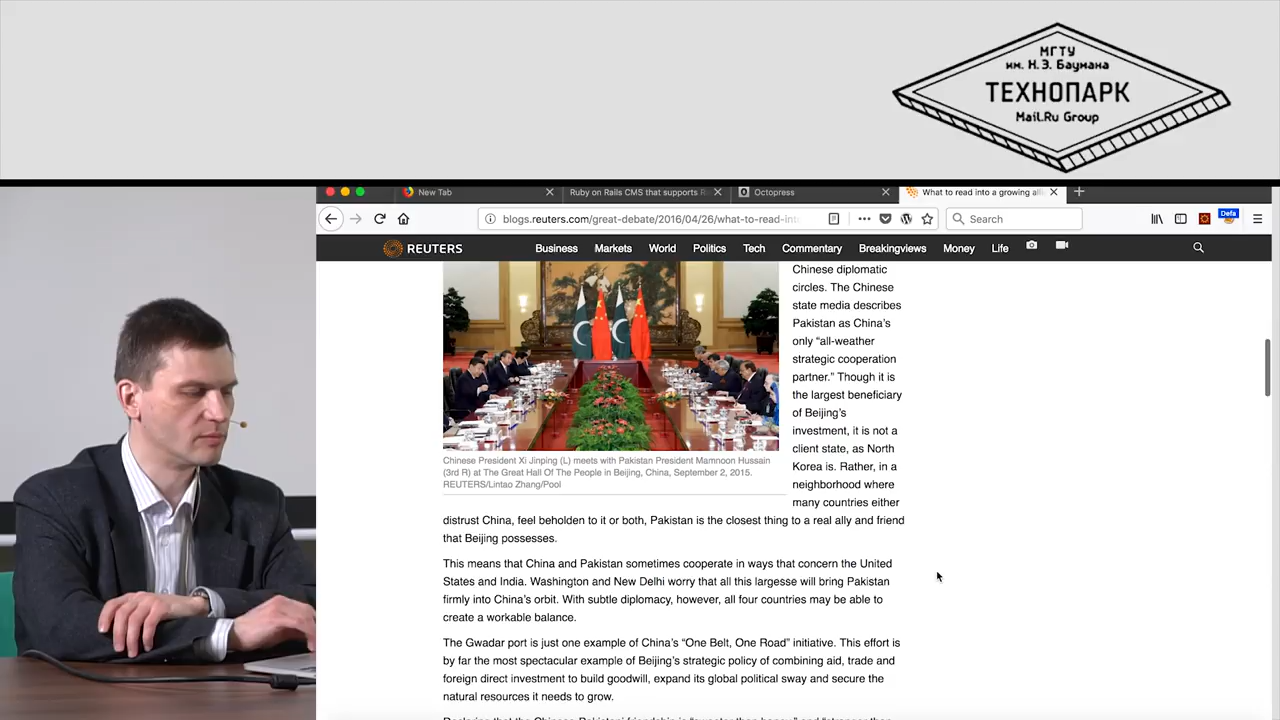 МГТУ
им. Н.Э. Баумана
ТЕХНОПАРК
Mail.Ru Group
New Tab
Ruby on Rails CMS that supports R
Octopress
What to read into a growing alli
blogs.reuters.com/great-debate/2016/04/26/what-to-read-int
Search
Defa
REUTERS
Business Markets World Politics Tech Commentary Breakingviews Money Life
Chinese diplomatic
circles. The Chinese
state media describes
Pakistan as China’s
only “all-weather
strategic cooperation
partner.” Though it is
the largest beneficiary
of Beijing’s
investment, it is not a
client state, as North
Korea is. Rather, in a
neighborhood where
many countries either
Chinese President Xi Jinping (L) meets with Pakistan President Mamnoon Hussain
(3rd R) at The Great Hall Of The People in Beijing, China, September 2, 2015.
REUTERS/Lintao Zhang/Pool
distrust China, feel beholden to it or both, Pakistan is the closest thing to a real ally and friend
that Beijing possesses.
This means that China and Pakistan sometimes cooperate in ways that concern the United
States and India. Washington and New Delhi worry that all this largesse will bring Pakistan
firmly into China’s orbit. With subtle diplomacy, however, all four countries may be able to
create a workable balance.
The Gwadar port is just one example of China’s “One Belt, One Road” initiative. This effort is
by far the most spectacular example of Beijing’s strategic policy of combining aid, trade and
foreign direct investment to build goodwill, expand its global political sway and secure the
natural resources it needs to grow.